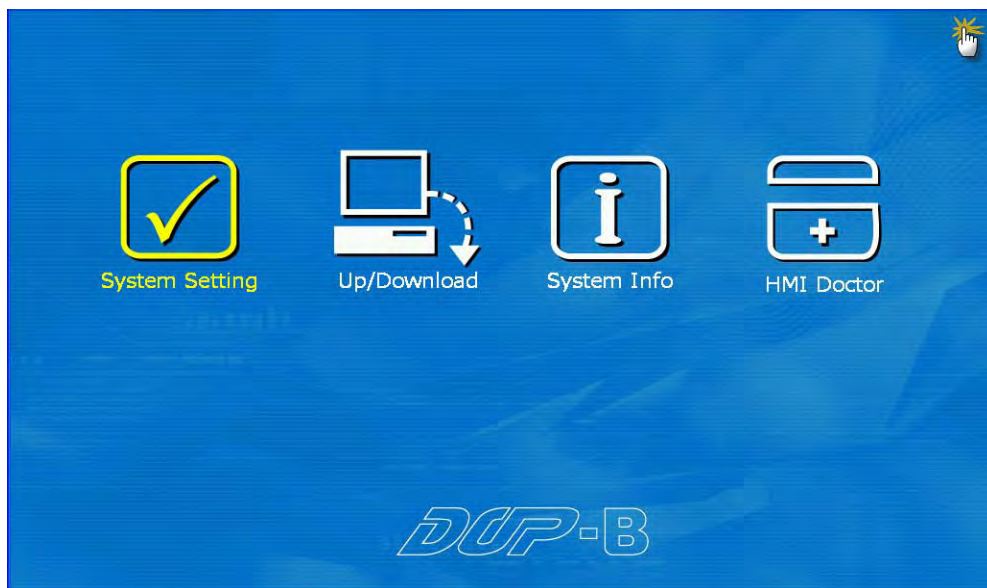 System Setting
Up/Download
System Info
HMI Doctor
DOP-B